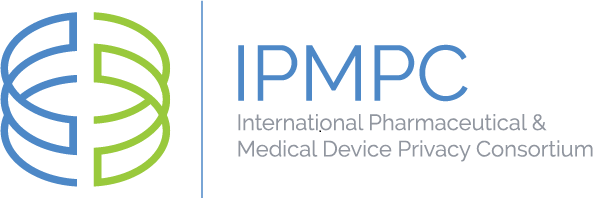 IPMPC
International Pharmaceutical &
Medical Device Privacy Consortium